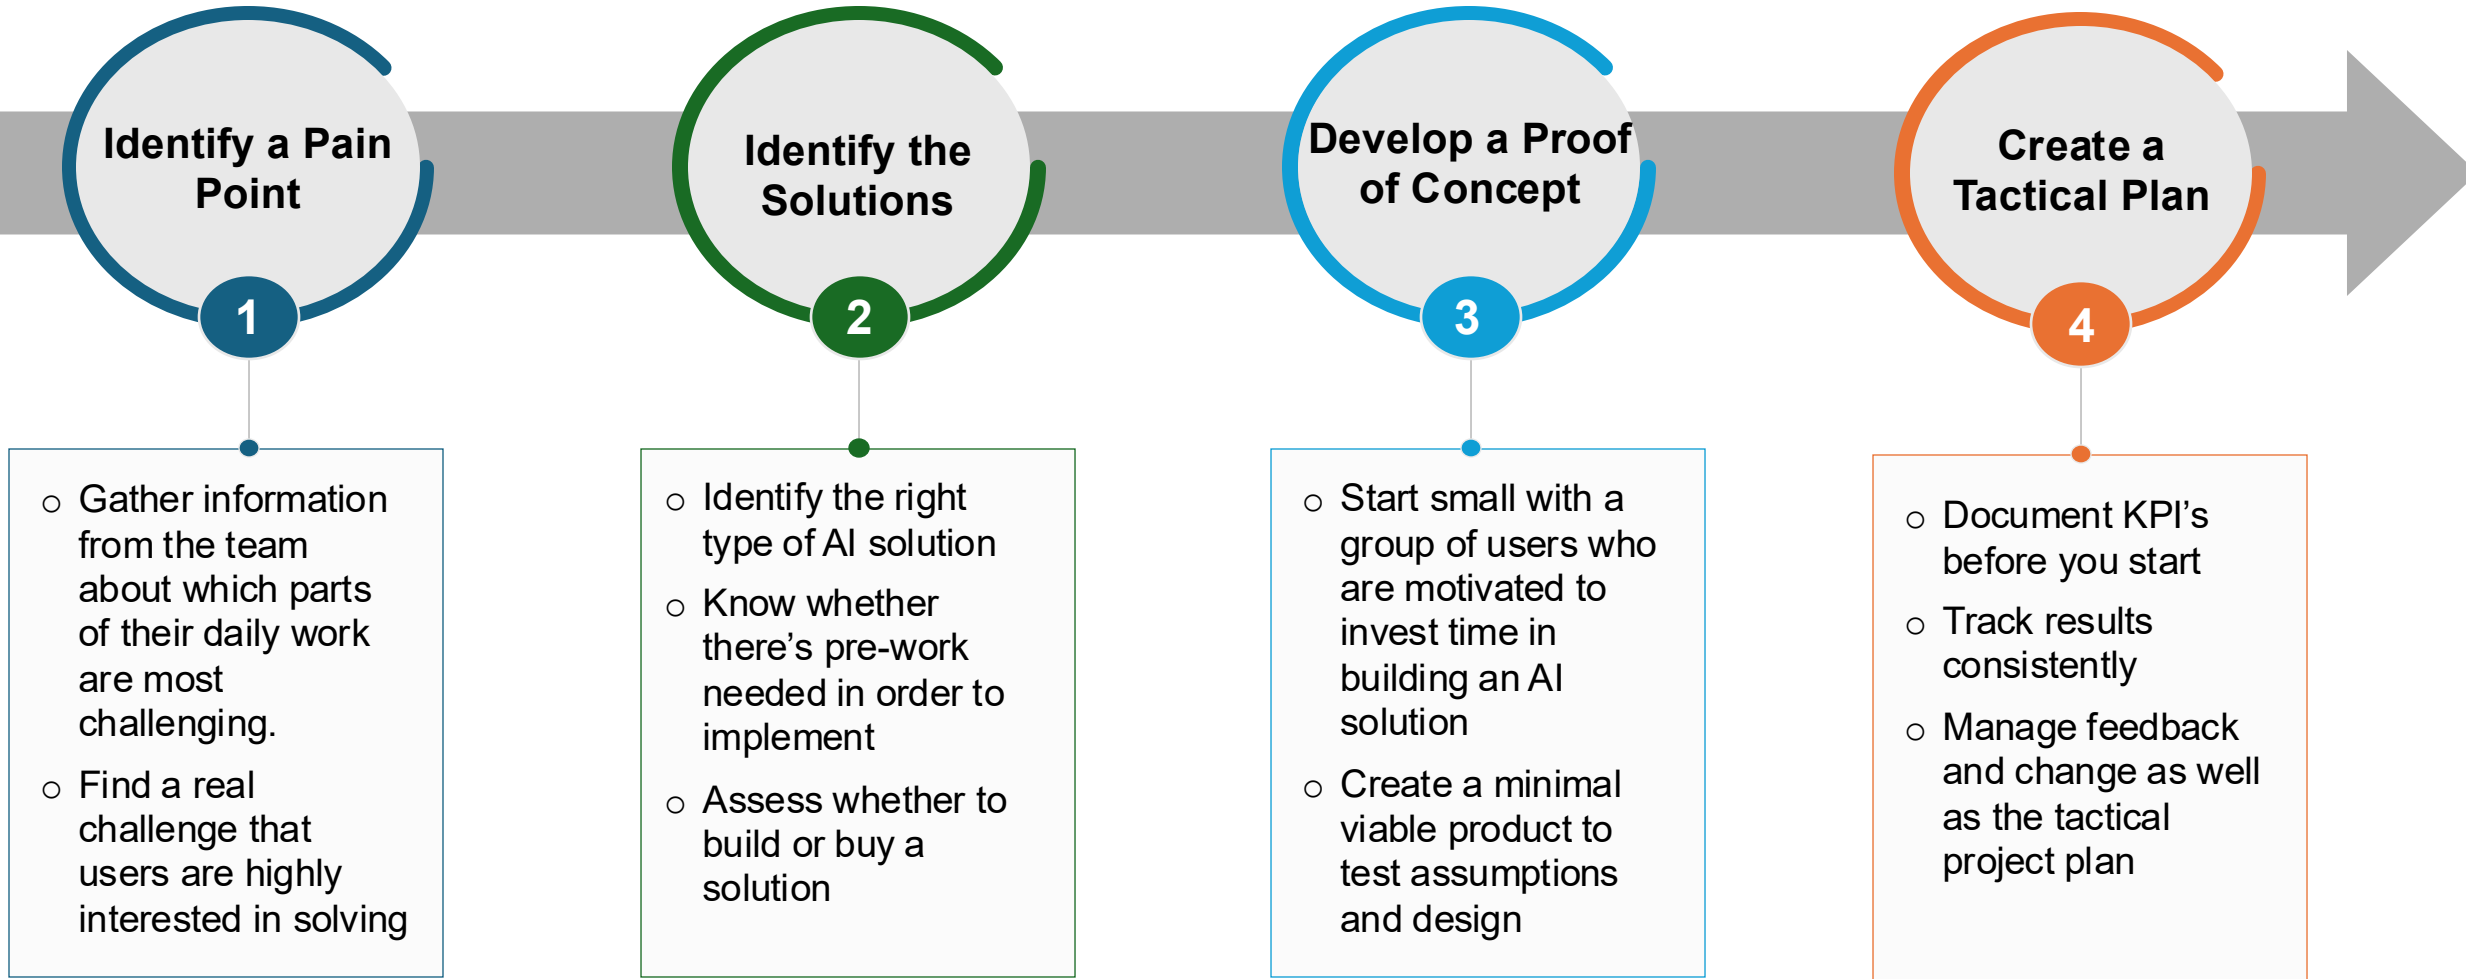 Identify a Pain
Point
1
○ Gather information
from the team
about which parts
of their daily work
are most
challenging.
○ Find a real
challenge that
users are highly
interested in solving
Identify the
Solutions
2
○ Identify the right
type of AI solution
○ Know whether
there’s pre-work
needed in order to
implement
○ Assess whether to
build or buy a
solution
Develop a Proof
of Concept
3
○ Start small with a
group of users who
are motivated to
invest time in
building an AI
solution
○ Create a minimal
viable product to
test assumptions
and design
Create a
Tactical Plan
4
○ Document KPI’s
before you start
○ Track results
consistently
○ Manage feedback
and change as well
as the tactical
project plan